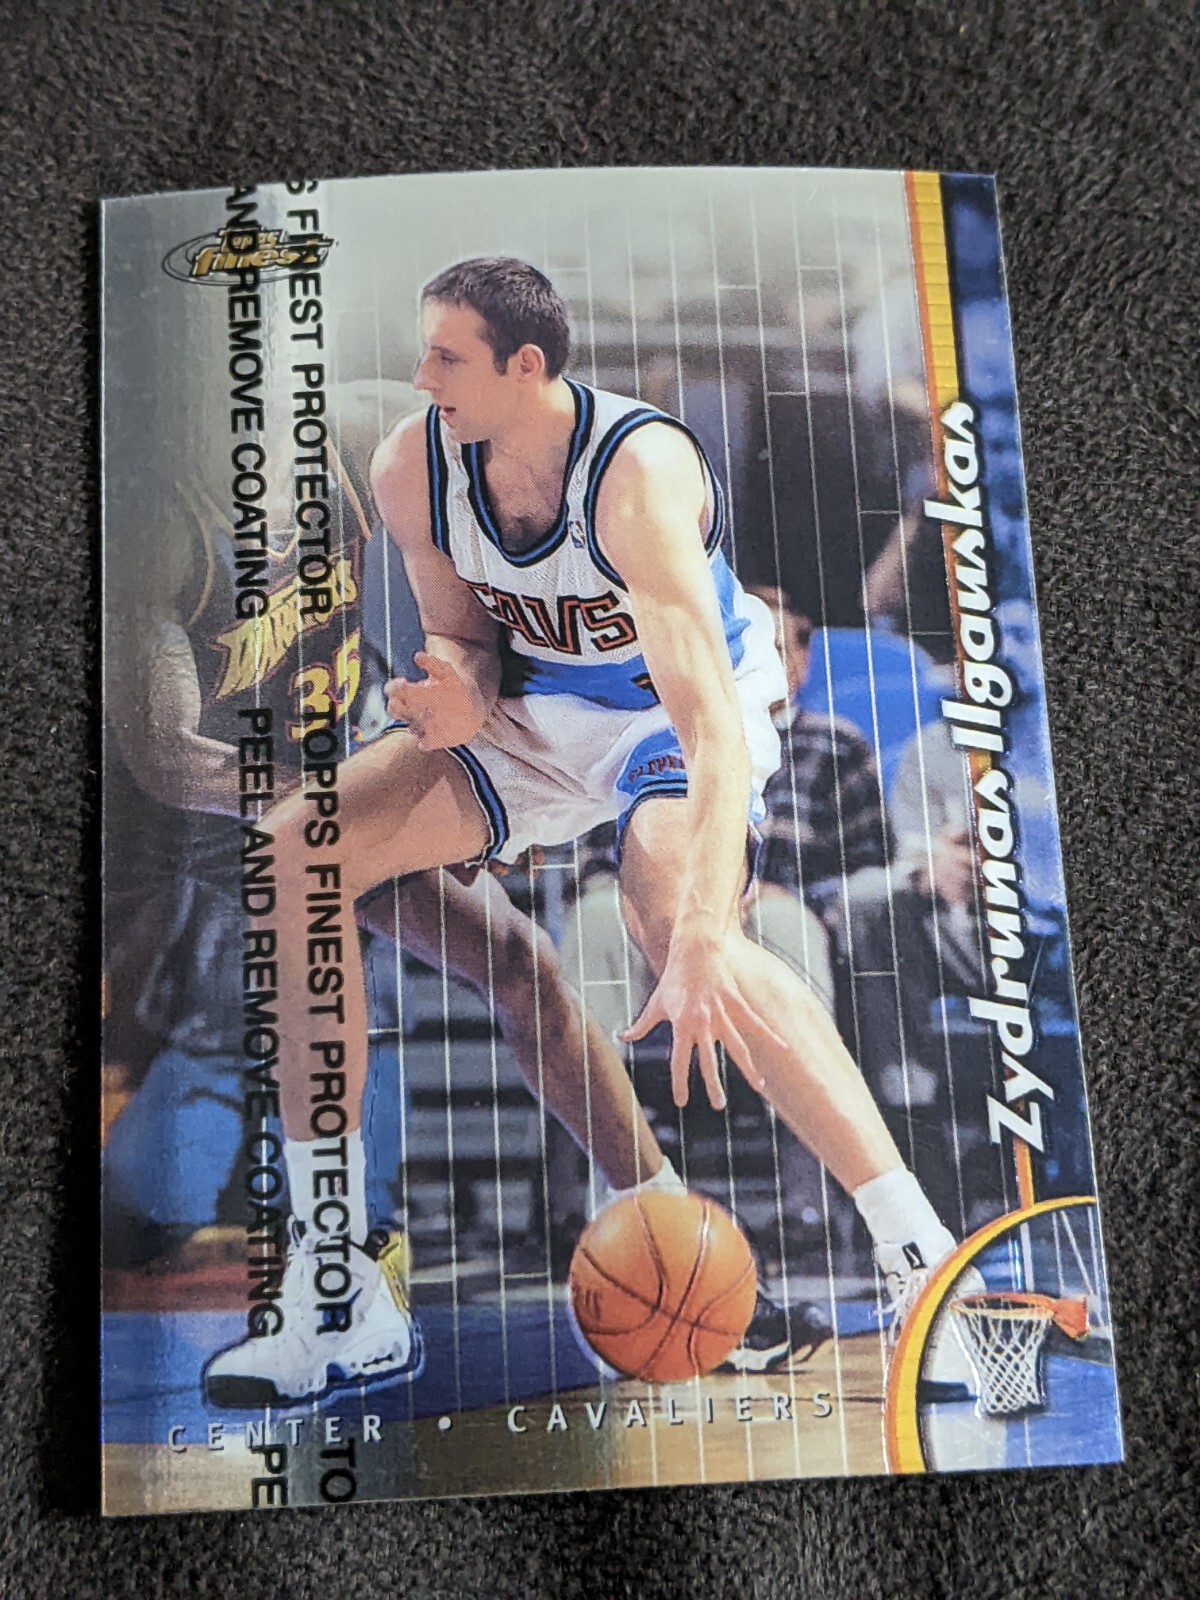 Topps
finest
S FINEST PROTECTOR TOPPS FINEST PROTECTOR TO
AND REMOVE COATING PEEL AND REMOVE COATING PE
CAVS
35
Zydrunas Ilgauskas
CENTER • CAVALIERS